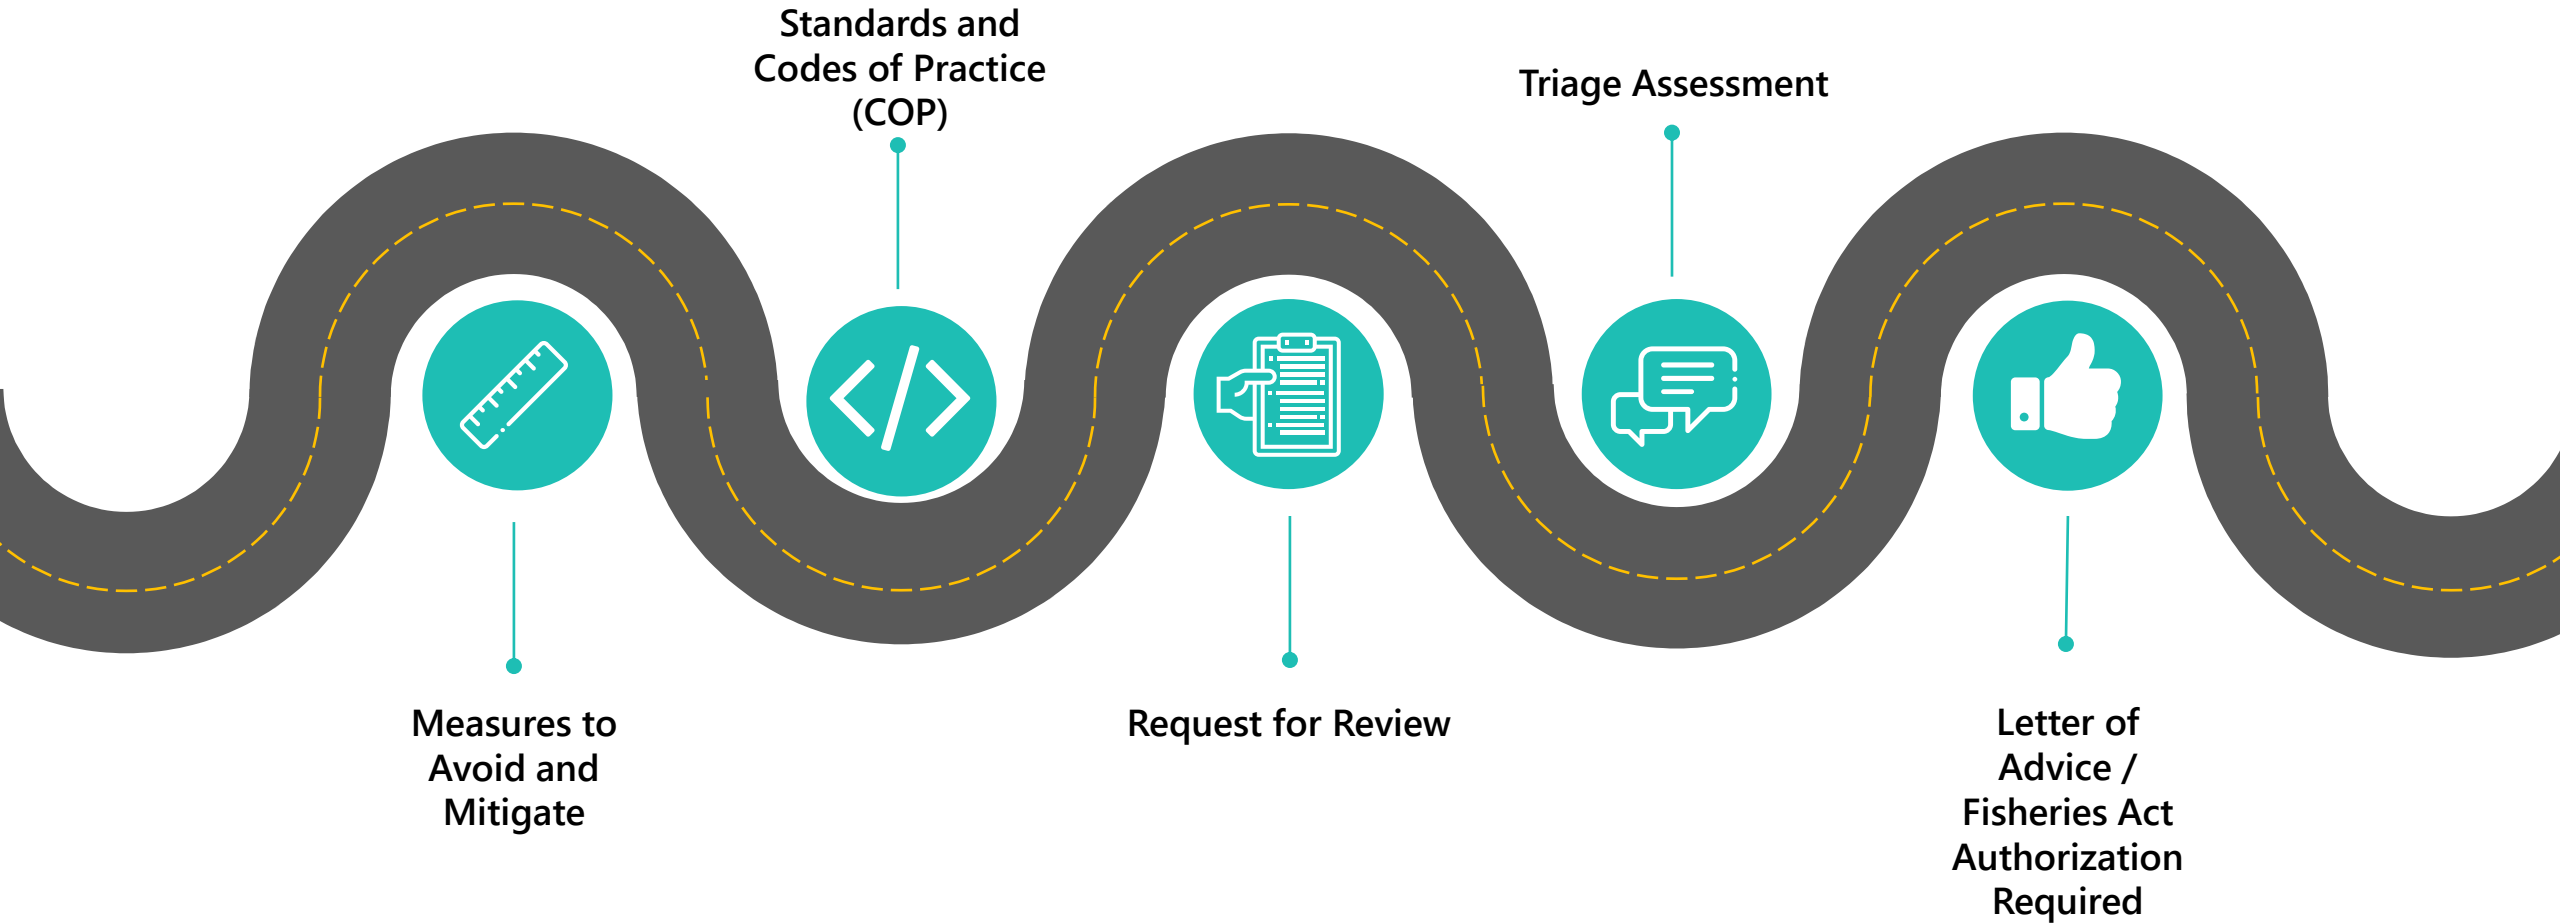 Standards and
Codes of Practice
(COP)
Triage Assessment
Measures to
Avoid and
Mitigate
Request for Review
Letter of
Advice /
Fisheries Act
Authorization
Required